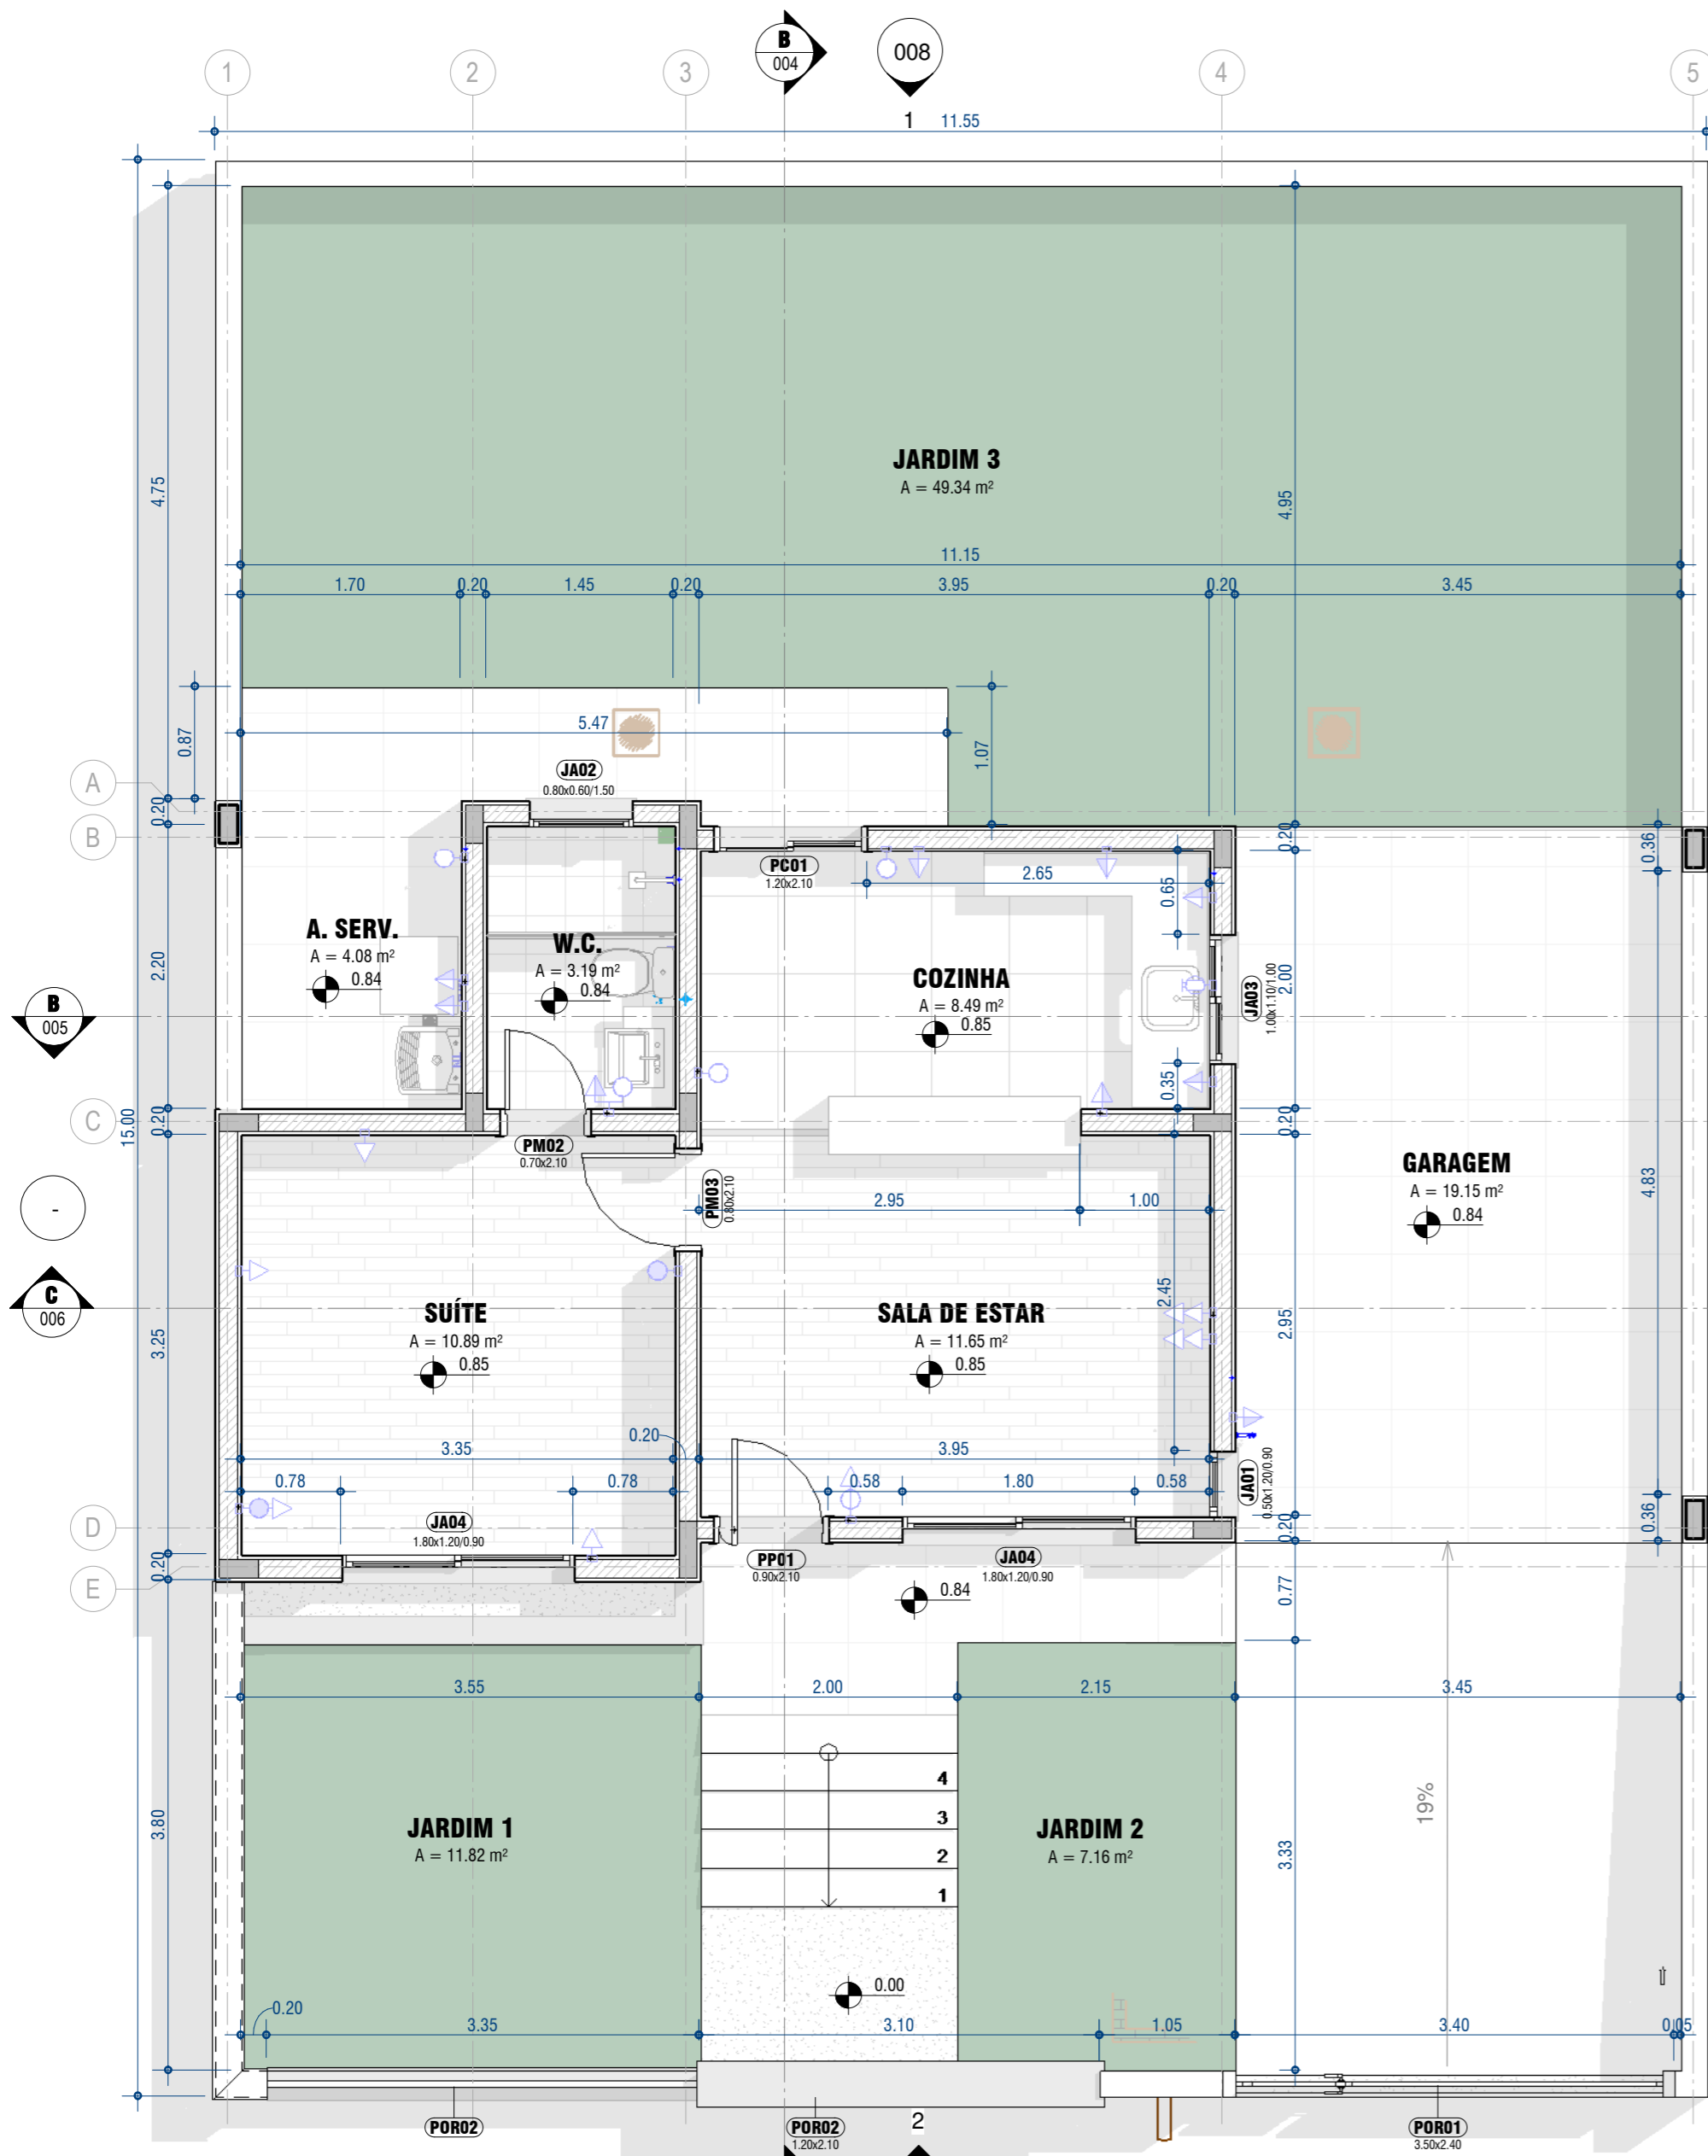 B
004
008
1
2
3
4
5
1
11.55
JARDIM 3
A = 49.34 m²
4.75
4.95
11.15
1.70
0.20
1.45
0.20
3.95
0.20
3.45
0.87
5.47
1.07
JA02
0.80x0.60/1.50
A
0.20
B
0.20
0.36
PC01
1.20x2.10
2.65
0.65
A. SERV.
A = 4.08 m²
0.84
W.C.
A = 3.19 m²
0.84
COZINHA
A = 8.49 m²
0.85
2.20
JA03
1.00x1.10/1.00
2.00
B
005
0.35
C
0.20
0.20
15.00
PM02
0.70x2.10
PM03
0.80x2.10
2.95
1.00
GARAGEM
A = 19.15 m²
0.84
4.83
-
C
006
SUÍTE
A = 10.89 m²
0.85
SALA DE ESTAR
A = 11.65 m²
0.85
2.45
2.95
3.25
3.35
0.20
3.95
0.78
0.78
0.58
1.80
0.58
JA01
0.50x1.20/0.90
JA04
1.80x1.20/0.90
D
0.20
0.36
PP01
0.90x2.10
JA04
1.80x1.20/0.90
0.20
E
0.84
0.77
3.55
2.00
2.15
3.45
4
3
2
1
JARDIM 1
A = 11.82 m²
JARDIM 2
A = 7.16 m²
19%
3.80
3.33
0.00
0.20
3.35
3.10
1.05
3.40
0.05
POR02
POR02
1.20x2.10
2
POR01
3.50x2.40